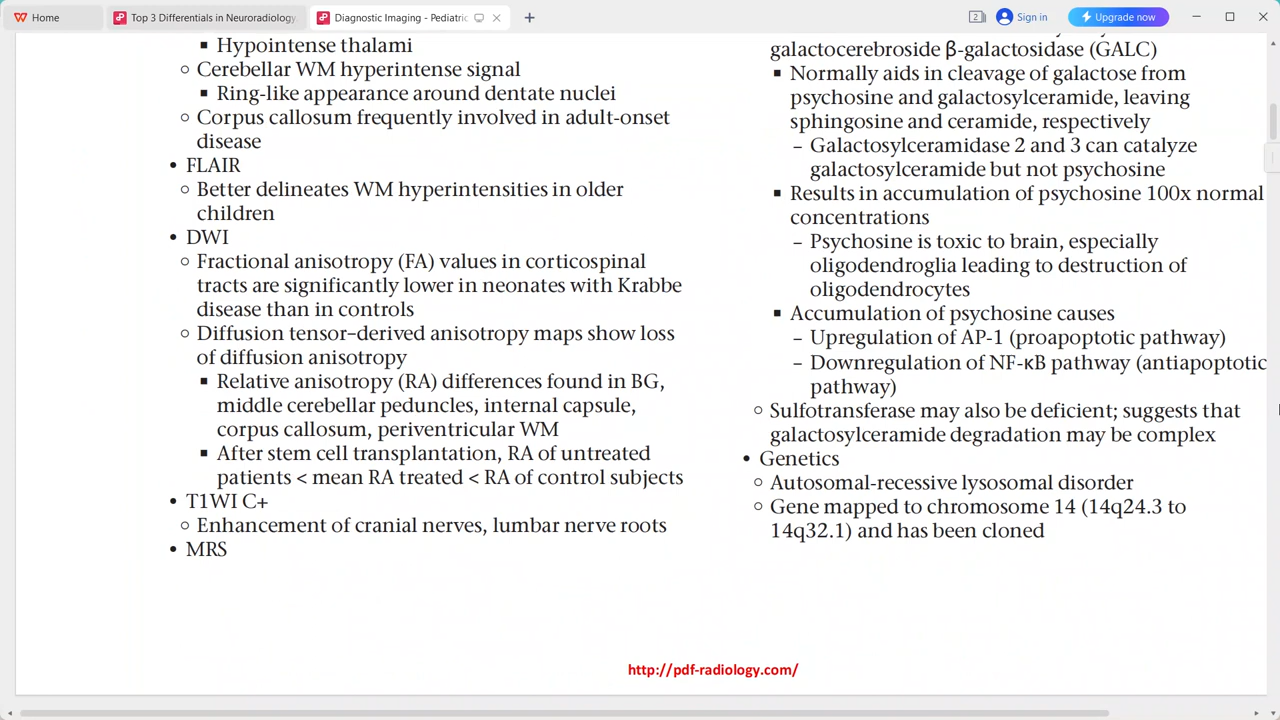 Home
Top 3 Differentials in Neuroradiology
Diagnostic Imaging - Pediatric
2
Sign in
Upgrade now
Hypointense thalami
Cerebellar WM hyperintense signal
Ring-like appearance around dentate nuclei
Corpus callosum frequently involved in adult-onset
disease
• FLAIR
Better delineates WM hyperintensities in older
children
• DWI
Fractional anisotropy (FA) values in corticospinal
tracts are significantly lower in neonates with Krabbe
disease than in controls
Diffusion tensor–derived anisotropy maps show loss
of diffusion anisotropy
Relative anisotropy (RA) differences found in BG,
middle cerebellar peduncles, internal capsule,
corpus callosum, periventricular WM
After stem cell transplantation, RA of untreated
patients < mean RA treated < RA of control subjects
• T1WI C+
Enhancement of cranial nerves, lumbar nerve roots
• MRS
galactocerebroside β-galactosidase (GALC)
Normally aids in cleavage of galactose from
psychosine and galactosylceramide, leaving
sphingosine and ceramide, respectively
– Galactosylceramidase 2 and 3 can catalyze
galactosylceramide but not psychosine
Results in accumulation of psychosine 100x normal
concentrations
– Psychosine is toxic to brain, especially
oligodendroglia leading to destruction of
oligodendrocytes
Accumulation of psychosine causes
– Upregulation of AP-1 (proapoptotic pathway)
– Downregulation of NF-κB pathway (antiapoptotic
pathway)
Sulfotransferase may also be deficient; suggests that
galactosylceramide degradation may be complex
• Genetics
Autosomal-recessive lysosomal disorder
Gene mapped to chromosome 14 (14q24.3 to
14q32.1) and has been cloned
http://pdf-radiology.com/